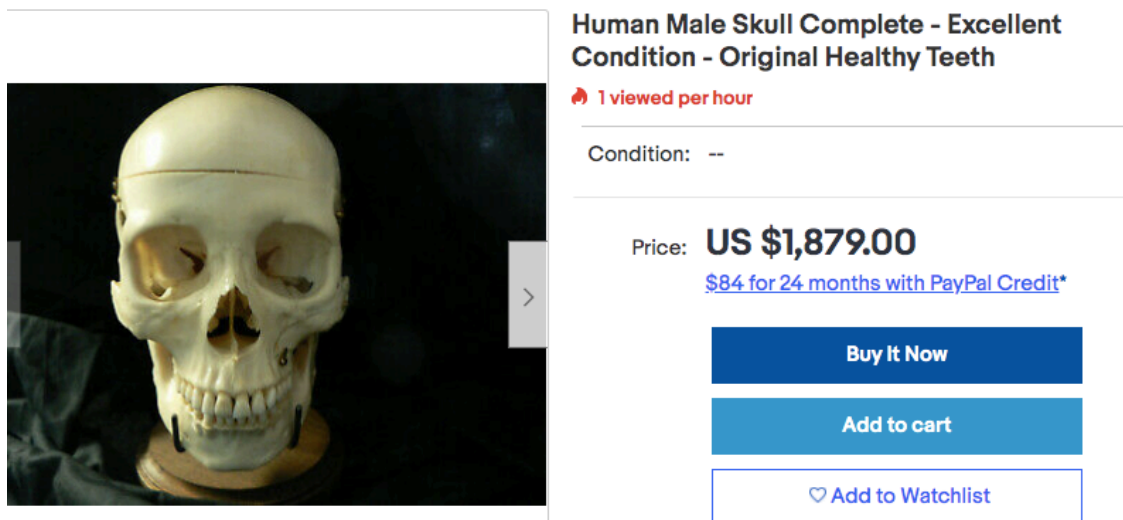 Human Male Skull Complete - Excellent
Condition - Original Healthy Teeth
1 viewed per hour
Condition: --
Price: US $1,879.00
$84 for 24 months with PayPal Credit*
Buy It Now
Add to cart
Add to Watchlist